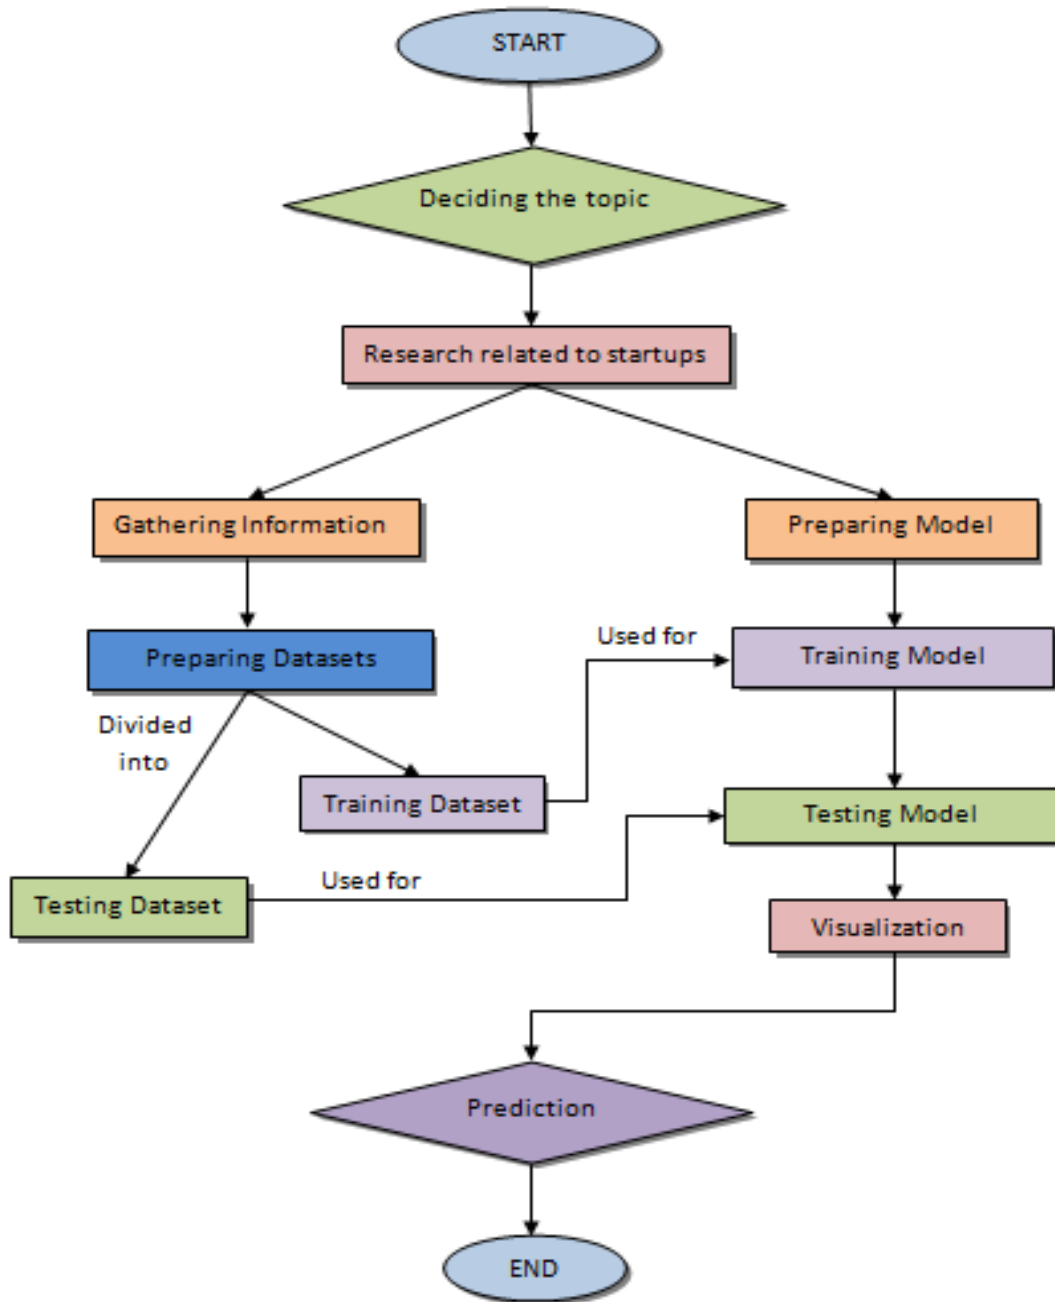 START
Deciding the topic
Research related to startups
Gathering Information
Preparing Model
Preparing Datasets
Used for
Training Model
Divided
into
Training Dataset
Testing Model
Testing Dataset
Used for
Visualization
Prediction
END